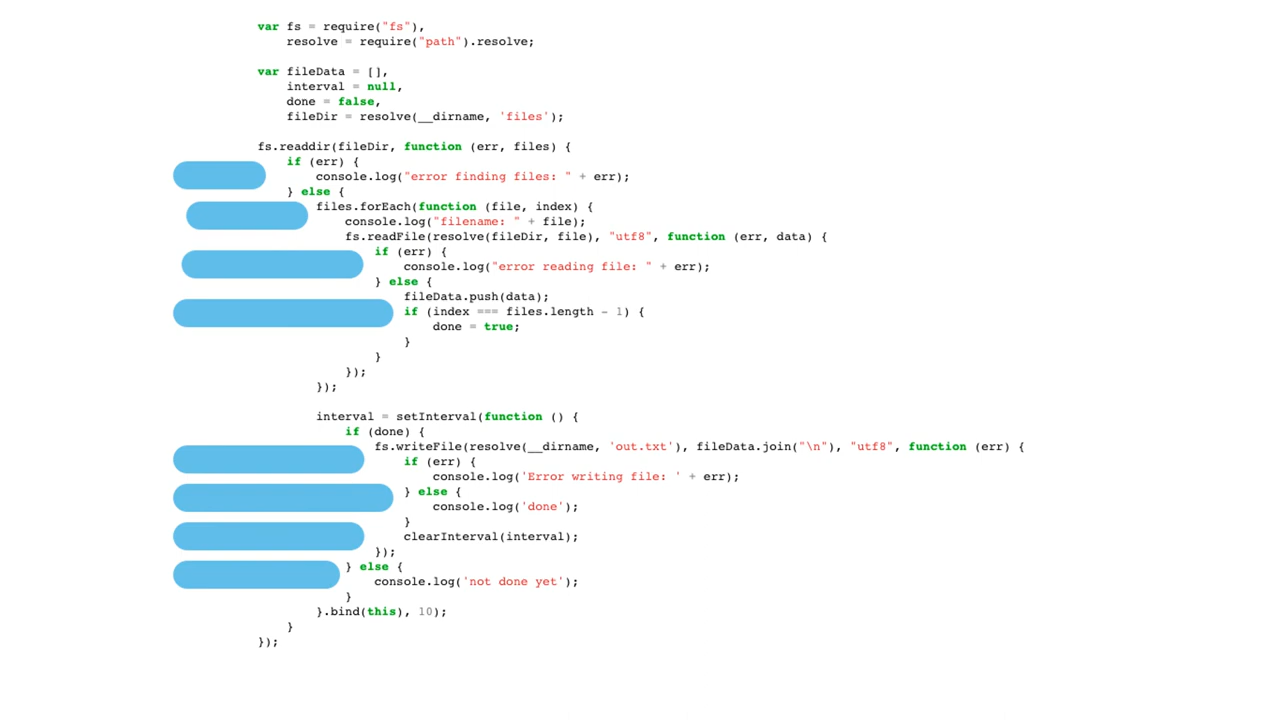 var fs = require("fs"),
    resolve = require("path").resolve;

var fileData = [],
    interval = null,
    done = false,
    fileDir = resolve(__dirname, 'files');

fs.readdir(fileDir, function (err, files) {
    if (err) {
        console.log("error finding files: " + err);
    } else {
        files.forEach(function (file, index) {
            console.log("filename: " + file);
            fs.readFile(resolve(fileDir, file), "utf8", function (err, data) {
                if (err) {
                    console.log("error reading file: " + err);
                } else {
                    fileData.push(data);
                    if (index === files.length - 1) {
                        done = true;
                    }
                }
            });
        });

        interval = setInterval(function () {
            if (done) {
                fs.writeFile(resolve(__dirname, 'out.txt'), fileData.join("\n"), "utf8", function (err) {
                    if (err) {
                        console.log('Error writing file: ' + err);
                    } else {
                        console.log('done');
                    }
                    clearInterval(interval);
                });
            } else {
                console.log('not done yet');
            }
        }.bind(this), 10);
    }
});